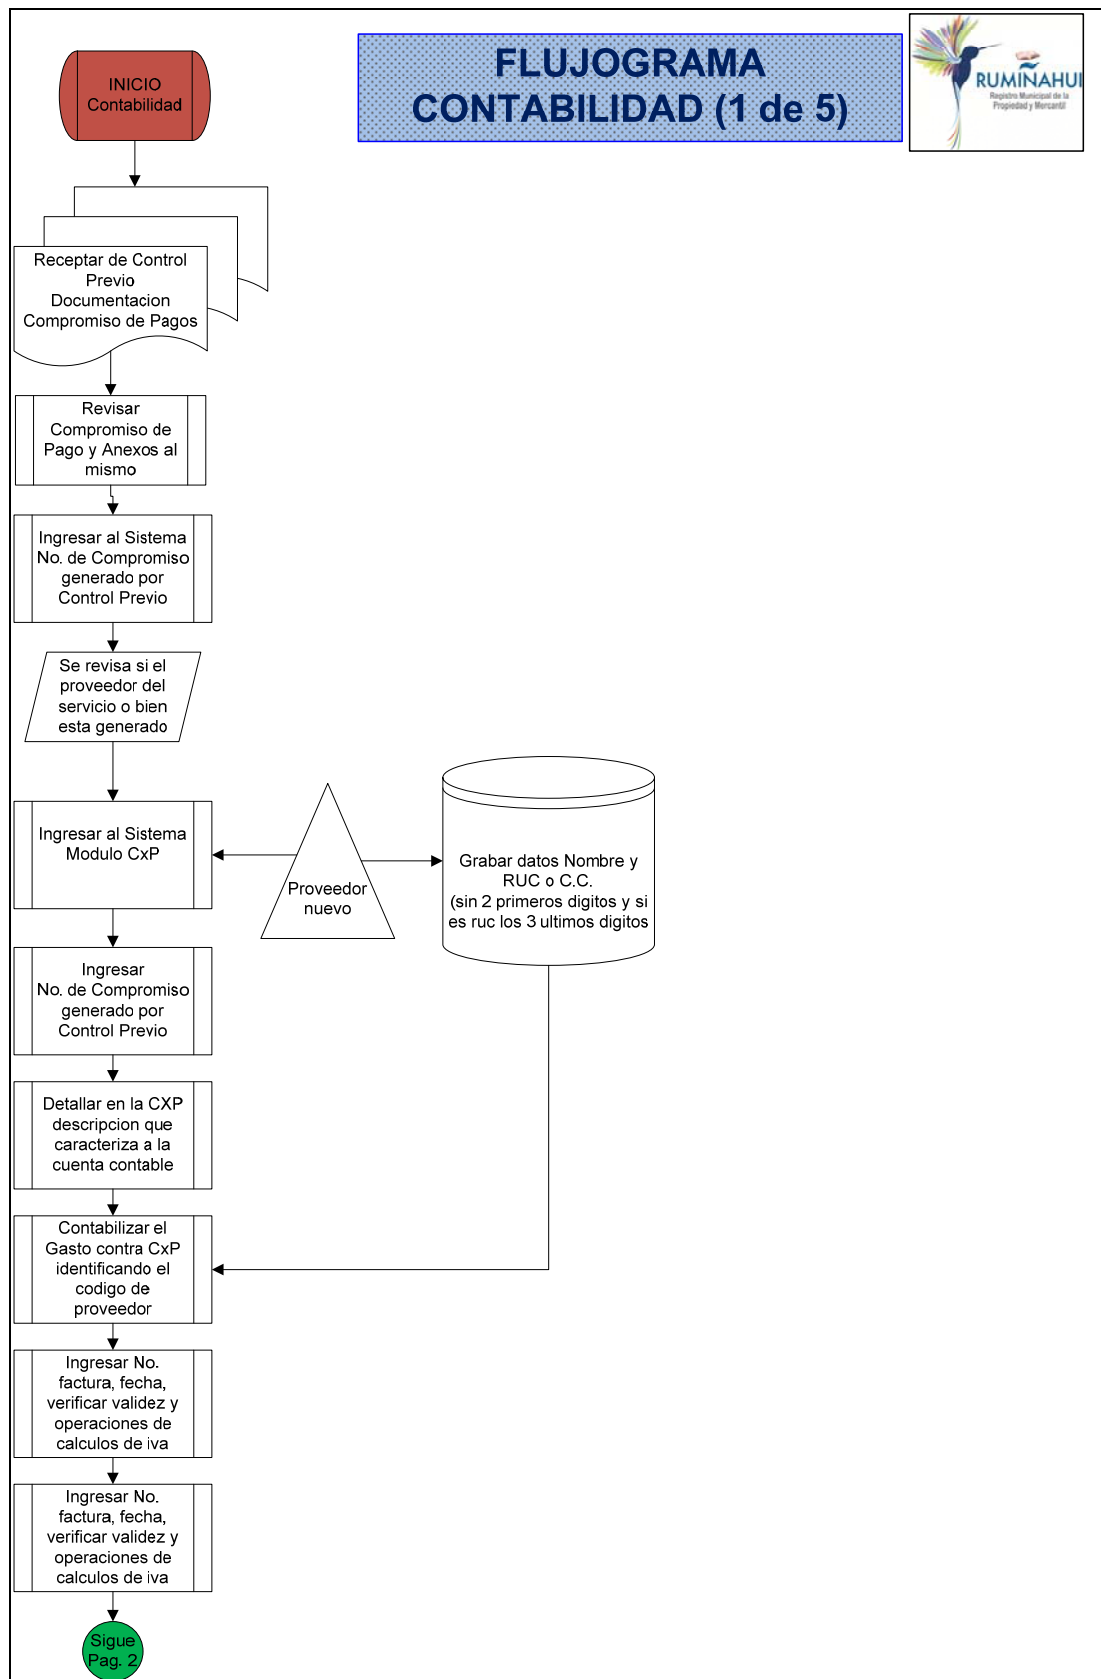 INICIO
Contabilidad
FLUJOGRAMA
CONTABILIDAD (1 de 5)
RUMIÑAHUI
Registro Municipal de la
Propiedad y Mercantil
Receptar de Control
Previo
Documentacion
Compromiso de Pagos
Revisar
Compromiso de
Pago y Anexos al
mismo
Ingresar al Sistema
No. de Compromiso
generado por
Control Previo
Se revisa si el
proveedor del
servicio o bien
esta generado
Ingresar al Sistema
Modulo CxP
Proveedor
nuevo
Grabar datos Nombre y
RUC o C.C.
(sin 2 primeros digitos y si
es ruc los 3 ultimos digitos
Ingresar
No. de Compromiso
generado por
Control Previo
Detallar en la CXP
descripcion que
caracteriza a la
cuenta contable
Contabilizar el
Gasto contra CxP
identificando el
codigo de
proveedor
Ingresar No.
factura, fecha,
verificar validez y
operaciones de
calculos de iva
Ingresar No.
factura, fecha,
verificar validez y
operaciones de
calculos de iva
Sigue
Pag. 2